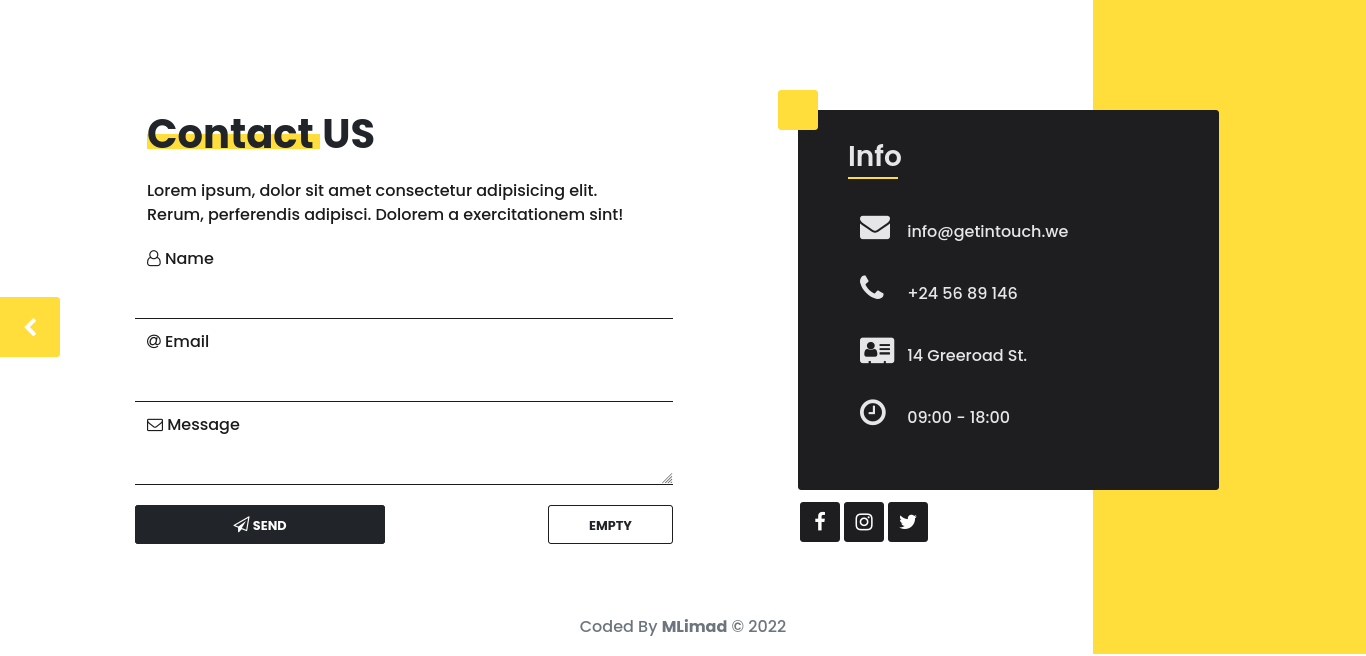 Contact US
Lorem ipsum, dolor sit amet consectetur adipisicing elit.
Rerum, perferendis adipisci. Dolorem a exercitationem sint!
Name
Email
Message
SEND
EMPTY
Info
info@getintouch.we
+24 56 89 146
14 Greeroad St.
09:00 - 18:00
Coded By MLimad © 2022